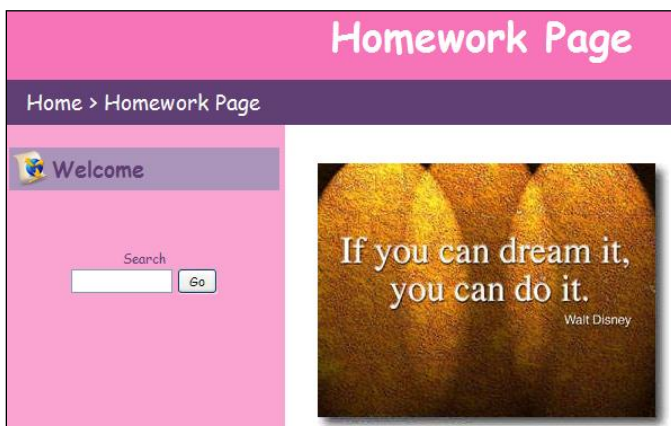 Homework Page
Home > Homework Page
Welcome
Search
Go
If you can dream it,
you can do it.
Walt Disney